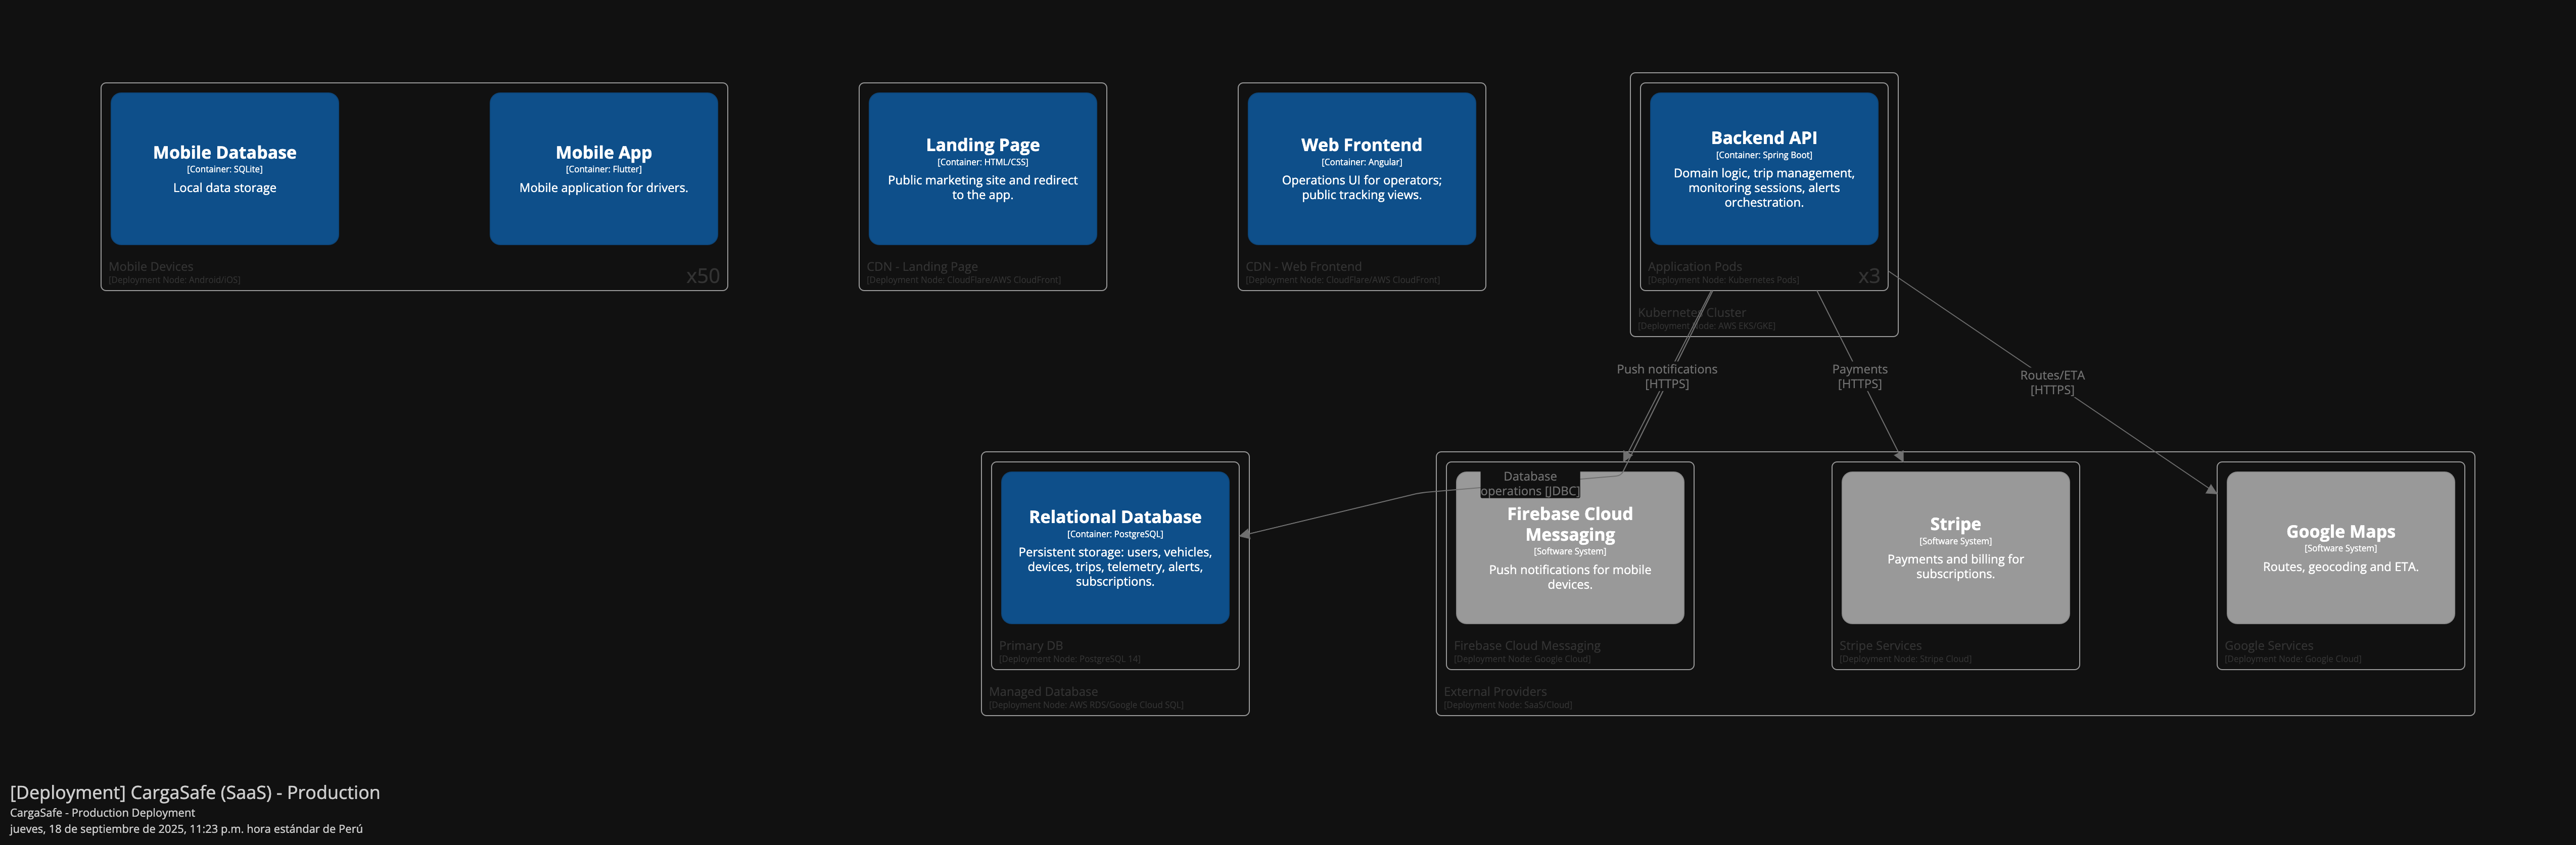 Mobile Database
[Container: SQLite]
Local data storage
Mobile App
[Container: Flutter]
Mobile application for drivers.
Mobile Devices
[Deployment Node: Android/iOS]
x50
Landing Page
[Container: HTML/CSS]
Public marketing site and redirect
to the app.
CDN - Landing Page
[Deployment Node: CloudFlare/AWS CloudFront]
Web Frontend
[Container: Angular]
Operations UI for operators;
public tracking views.
CDN - Web Frontend
[Deployment Node: CloudFlare/AWS CloudFront]
Backend API
[Container: Spring Boot]
Domain logic, trip management,
monitoring sessions, alerts
orchestration.
Application Pods
[Deployment Node: Kubernetes Pods]
x3
Kubernetes Cluster
[Deployment Node: AWS EKS/GKE]
Push notifications
[HTTPS]
Payments
[HTTPS]
Routes/ETA
[HTTPS]
Database
operations [JDBC]
Relational Database
[Container: PostgreSQL]
Persistent storage: users, vehicles,
devices, trips, telemetry, alerts,
subscriptions.
Primary DB
[Deployment Node: PostgreSQL 14]
Managed Database
[Deployment Node: AWS RDS/Google Cloud SQL]
Firebase Cloud
Messaging
[Software System]
Push notifications for mobile
devices.
Firebase Cloud Messaging
[Deployment Node: Google Cloud]
Stripe
[Software System]
Payments and billing for
subscriptions.
Stripe Services
[Deployment Node: Stripe Cloud]
Google Maps
[Software System]
Routes, geocoding and ETA.
Google Services
[Deployment Node: Google Cloud]
External Providers
[Deployment Node: SaaS/Cloud]
[Deployment] CargaSafe (SaaS) - Production
CargaSafe - Production Deployment
jueves, 18 de septiembre de 2025, 11:23 p.m. hora estándar de Perú